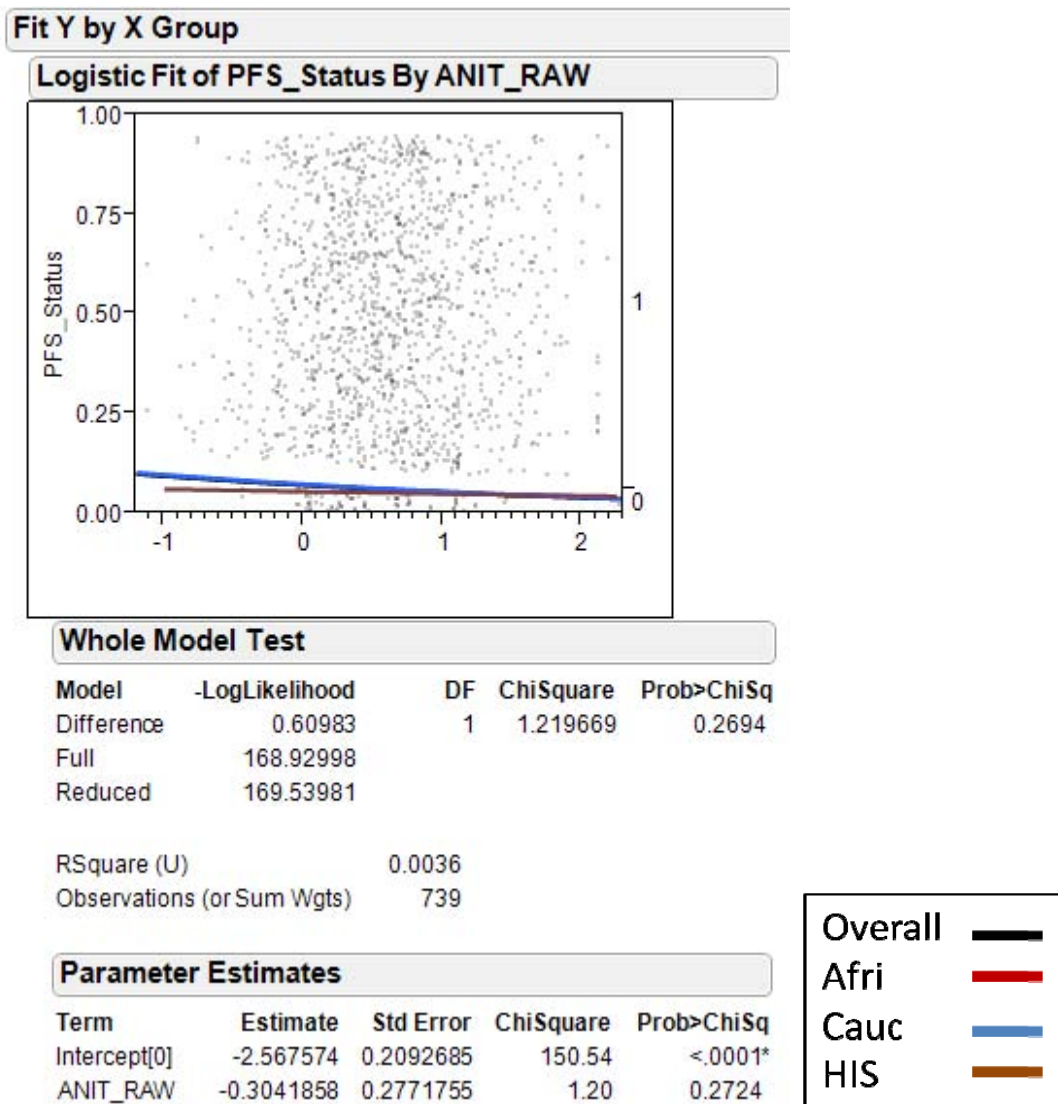 Fit Y by X Group
Logistic Fit of PFS_Status By ANIT_RAW
1.00
0.75
0.50
0.25
0.00
PFS_Status
1
0
-1 0 1 2
Whole Model Test
Model -LogLikelihood DF ChiSquare Prob>ChiSq
Difference 0.60983 1 1.219669 0.2694
Full 168.92998
Reduced 169.53981
RSquare (U) 0.0036
Observations (or Sum Wgts) 739
Parameter Estimates
Term Estimate Std Error ChiSquare Prob>ChiSq
Intercept[0] -2.567574 0.2092685 150.54 <.0001*
ANIT_RAW -0.3041858 0.2771755 1.20 0.2724
Overall
Afri
Cauc
HIS